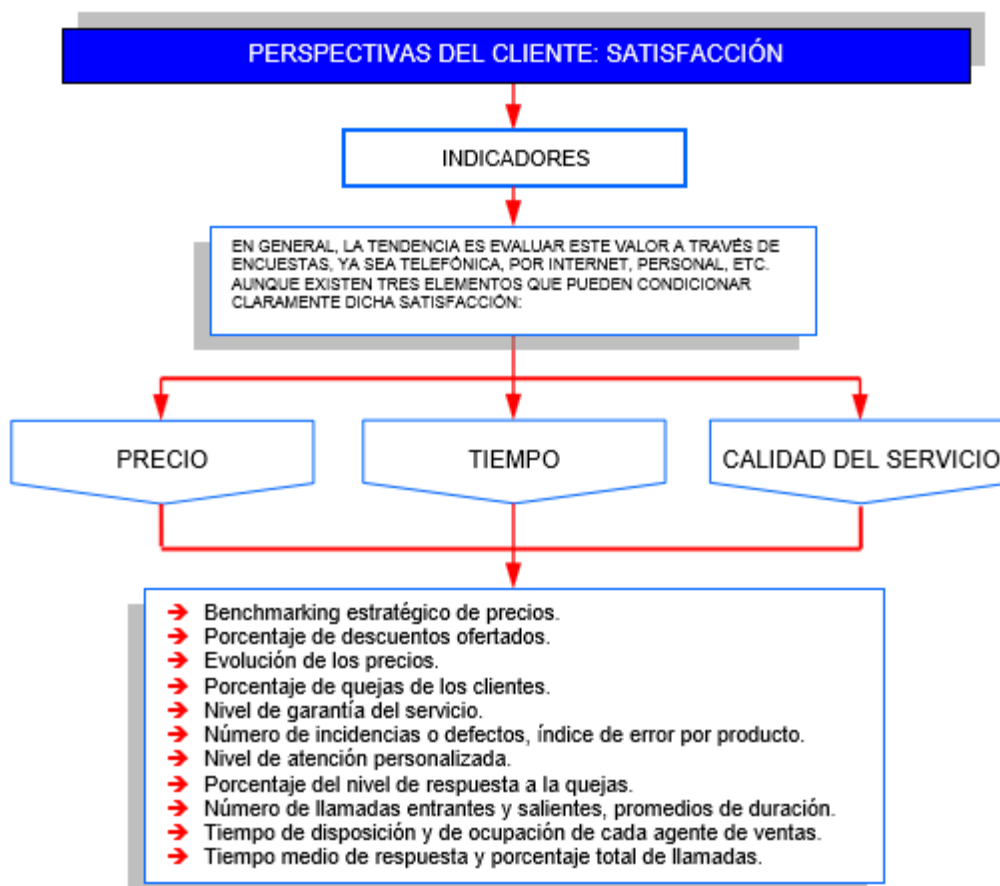 PERSPECTIVAS DEL CLIENTE: SATISFACCIÓN
INDICADORES
EN GENERAL, LA TENDENCIA ES EVALUAR ESTE VALOR A TRAVÉS DE
ENCUESTAS, YA SEA TELEFÓNICA, POR INTERNET, PERSONAL, ETC.
AUNQUE EXISTEN TRES ELEMENTOS QUE PUEDEN CONDICIONAR
CLARAMENTE DICHA SATISFACCIÓN:
PRECIO
TIEMPO
CALIDAD DEL SERVICIO
➔ Benchmarking estratégico de precios.
➔ Porcentaje de descuentos ofertados.
➔ Evolución de los precios.
➔ Porcentaje de quejas de los clientes.
➔ Nivel de garantía del servicio.
➔ Número de incidencias o defectos, índice de error por producto.
➔ Nivel de atención personalizada.
➔ Porcentaje del nivel de respuesta a la quejas.
➔ Número de llamadas entrantes y salientes, promedios de duración.
➔ Tiempo de disposición y de ocupación de cada agente de ventas.
➔ Tiempo medio de respuesta y porcentaje total de llamadas.